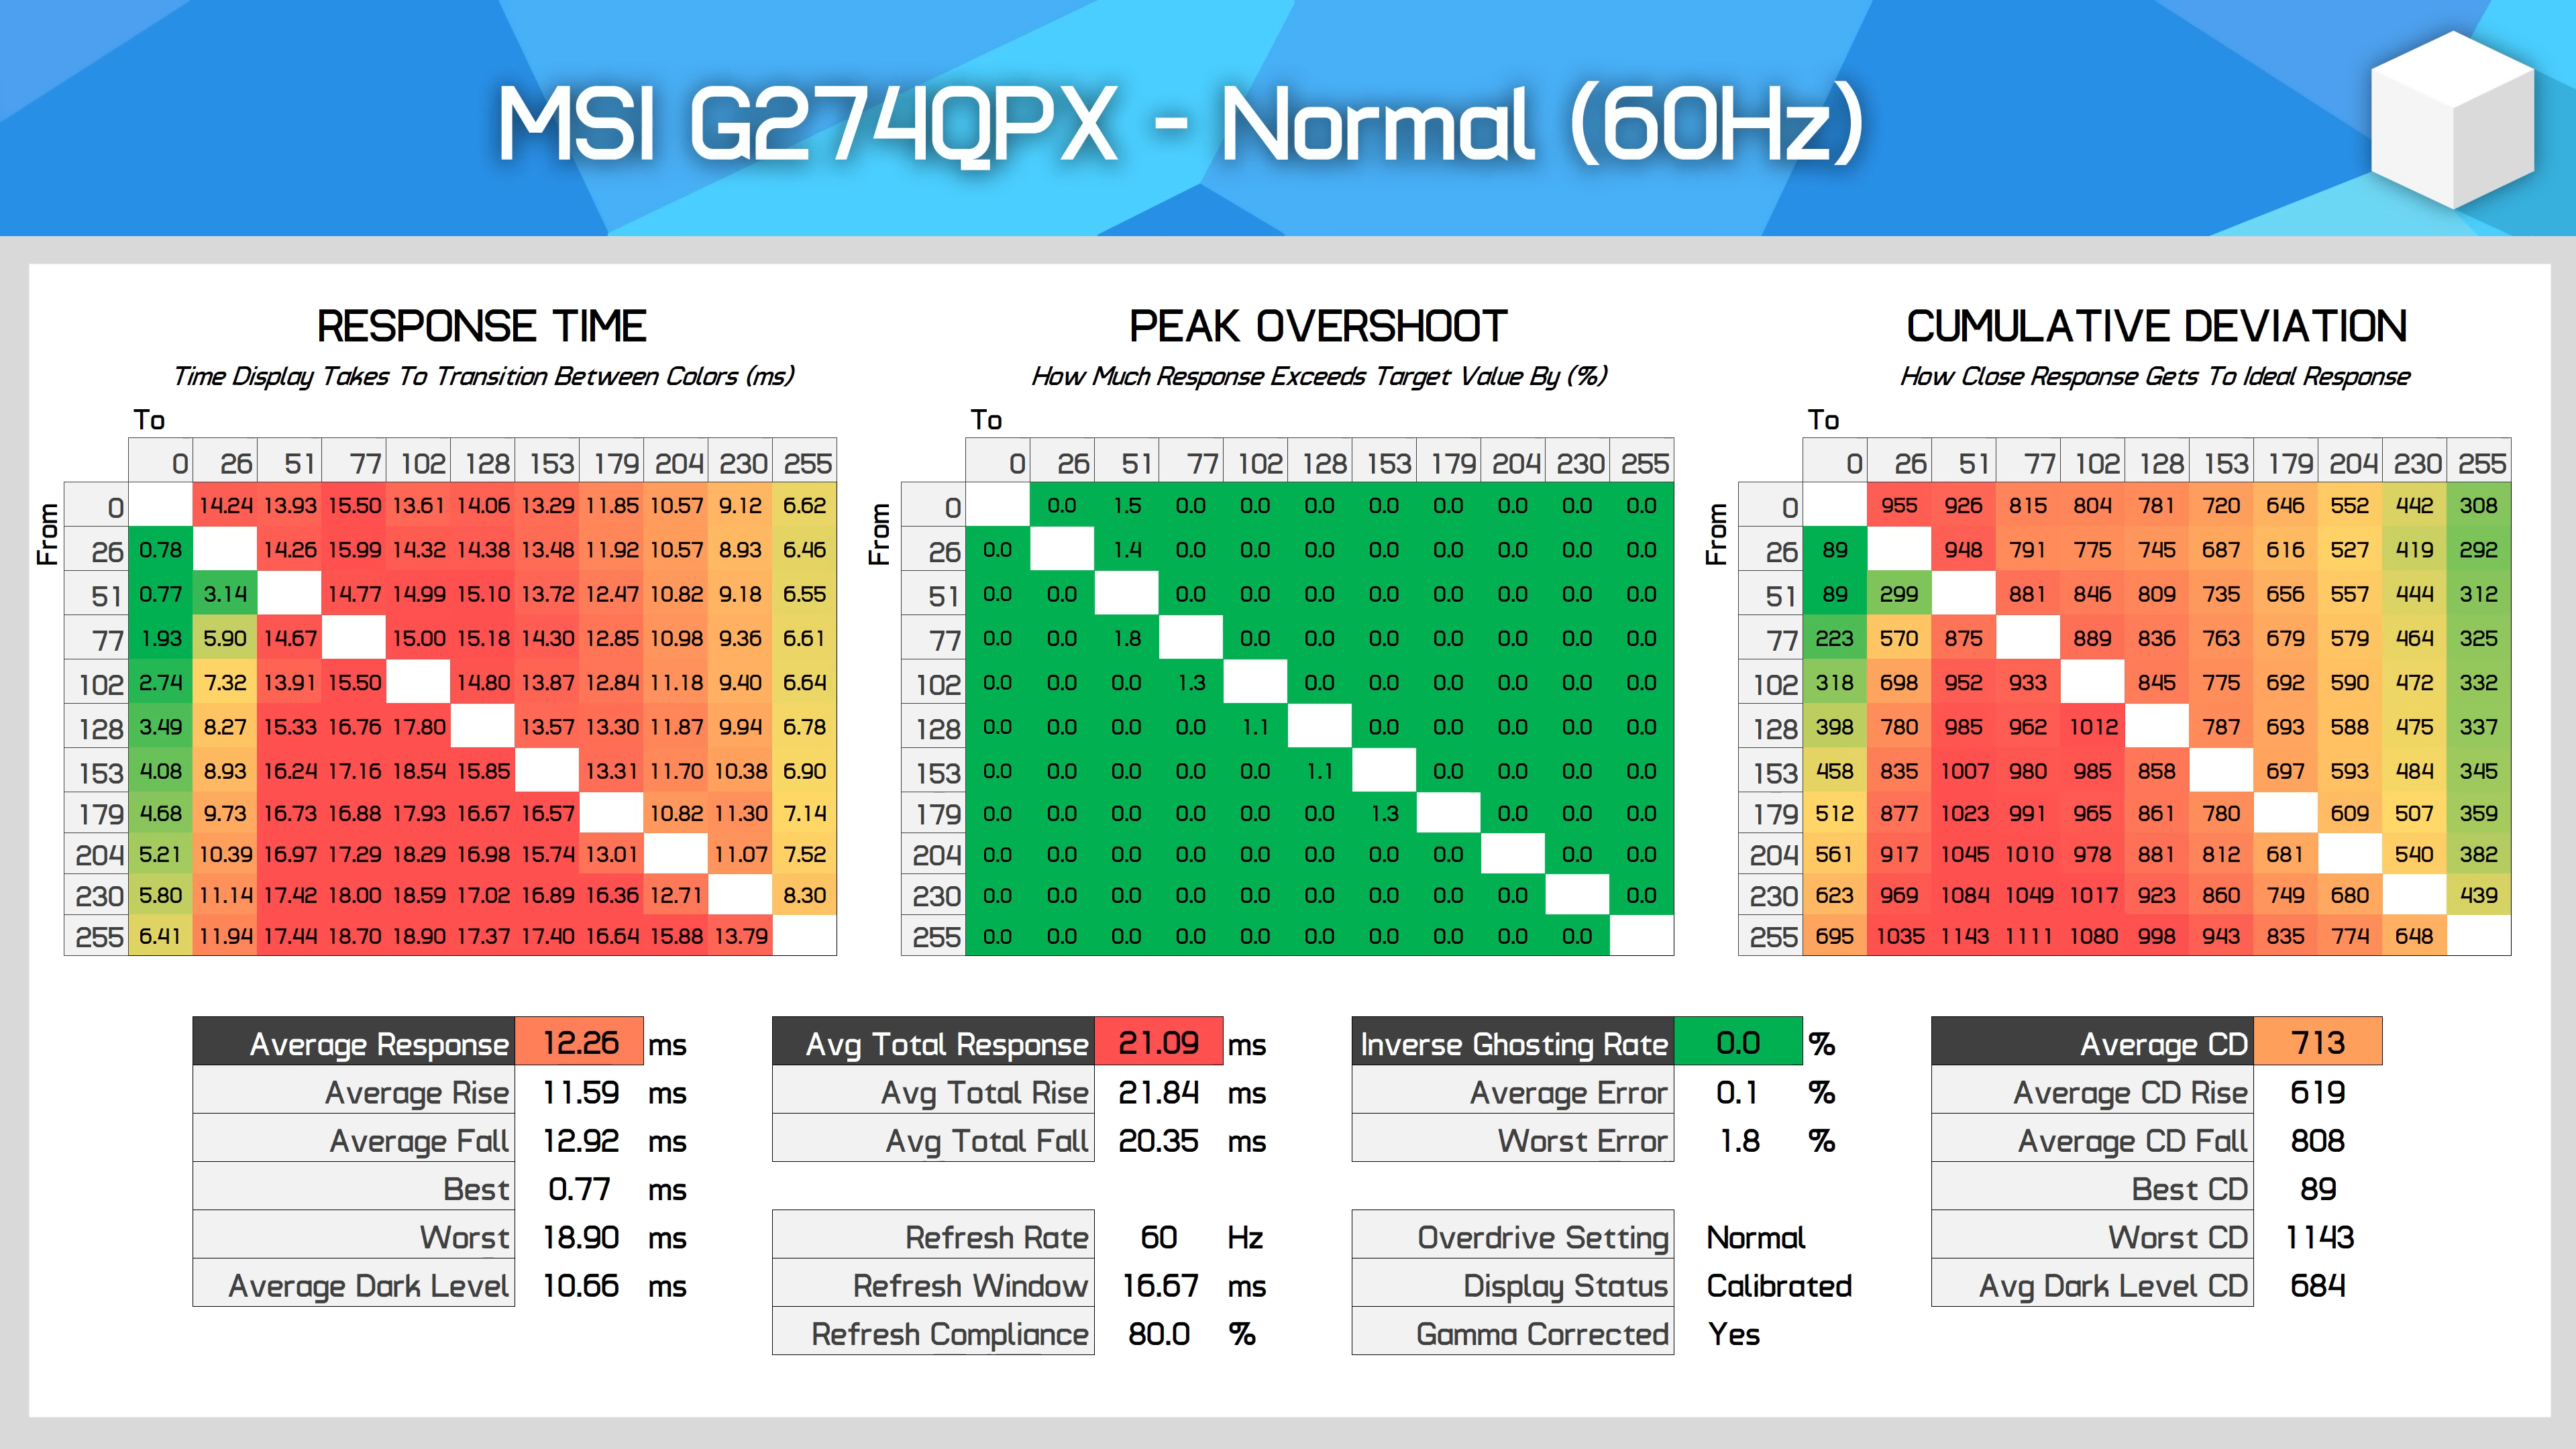 MSI G274QPX - Normal (60Hz)
RESPONSE TIME
Time Display Takes To Transition Between Colors (ms)
To
From
0 26 51 77 102 128 153 179 204 230 255
0 14.24 13.93 15.50 13.61 14.06 13.29 11.85 10.57 9.12 6.62
26 0.78 14.26 15.99 14.32 14.38 13.48 11.92 10.57 8.93 6.46
51 0.77 3.14 14.77 14.99 15.10 13.72 12.47 10.82 9.18 6.55
77 1.93 5.90 14.67 15.00 15.18 14.30 12.85 10.98 9.36 6.61
102 2.74 7.32 13.91 15.50 14.80 13.87 12.84 11.18 9.40 6.64
128 3.49 8.27 15.33 16.76 17.80 13.57 13.30 11.87 9.94 6.78
153 4.08 8.93 16.24 17.16 18.54 15.85 13.31 11.70 10.38 6.90
179 4.68 9.73 16.73 16.88 17.93 16.67 16.57 10.82 11.30 7.14
204 5.21 10.39 16.97 17.29 18.29 16.98 15.74 13.01 11.07 7.52
230 5.80 11.14 17.42 18.00 18.59 17.02 16.89 16.36 12.71 8.30
255 6.41 11.94 17.44 18.70 18.90 17.37 17.40 16.64 15.88 13.79
PEAK OVERSHOOT
How Much Response Exceeds Target Value By (%)
To
From
0 26 51 77 102 128 153 179 204 230 255
0 0.0 1.5 0.0 0.0 0.0 0.0 0.0 0.0 0.0 0.0
26 0.0 1.4 0.0 0.0 0.0 0.0 0.0 0.0 0.0 0.0
51 0.0 0.0 0.0 0.0 0.0 0.0 0.0 0.0 0.0 0.0
77 0.0 0.0 1.8 0.0 0.0 0.0 0.0 0.0 0.0 0.0
102 0.0 0.0 0.0 1.3 0.0 0.0 0.0 0.0 0.0 0.0
128 0.0 0.0 0.0 0.0 1.1 0.0 0.0 0.0 0.0 0.0
153 0.0 0.0 0.0 0.0 0.0 1.1 0.0 0.0 0.0 0.0
179 0.0 0.0 0.0 0.0 0.0 0.0 1.3 0.0 0.0 0.0
204 0.0 0.0 0.0 0.0 0.0 0.0 0.0 0.0 0.0 0.0
230 0.0 0.0 0.0 0.0 0.0 0.0 0.0 0.0 0.0 0.0
255 0.0 0.0 0.0 0.0 0.0 0.0 0.0 0.0 0.0 0.0
CUMULATIVE DEVIATION
How Close Response Gets To Ideal Response
To
From
0 26 51 77 102 128 153 179 204 230 255
0 955 926 815 804 781 720 646 552 442 308
26 89 948 791 775 745 687 616 527 419 292
51 89 299 881 846 809 735 656 557 444 312
77 223 570 875 889 836 763 679 579 464 325
102 318 698 952 933 845 775 692 590 472 332
128 398 780 985 962 1012 787 693 588 475 337
153 458 835 1007 980 985 858 697 593 484 345
179 512 877 1023 991 965 861 780 609 507 359
204 561 917 1045 1010 978 881 812 681 540 382
230 623 969 1084 1049 1017 923 860 749 680 439
255 695 1035 1143 1111 1080 998 943 835 774 648
Average Response 12.26 ms
Average Rise 11.59 ms
Average Fall 12.92 ms
Best 0.77 ms
Worst 18.90 ms
Average Dark Level 10.66 ms
Avg Total Response 21.09 ms
Avg Total Rise 21.84 ms
Avg Total Fall 20.35 ms
Refresh Rate 60 Hz
Refresh Window 16.67 ms
Refresh Compliance 80.0 %
Inverse Ghosting Rate 0.0 %
Average Error 0.1 %
Worst Error 1.8 %
Overdrive Setting Normal
Display Status Calibrated
Gamma Corrected Yes
Average CD 713
Average CD Rise 619
Average CD Fall 808
Best CD 89
Worst CD 1143
Avg Dark Level CD 684